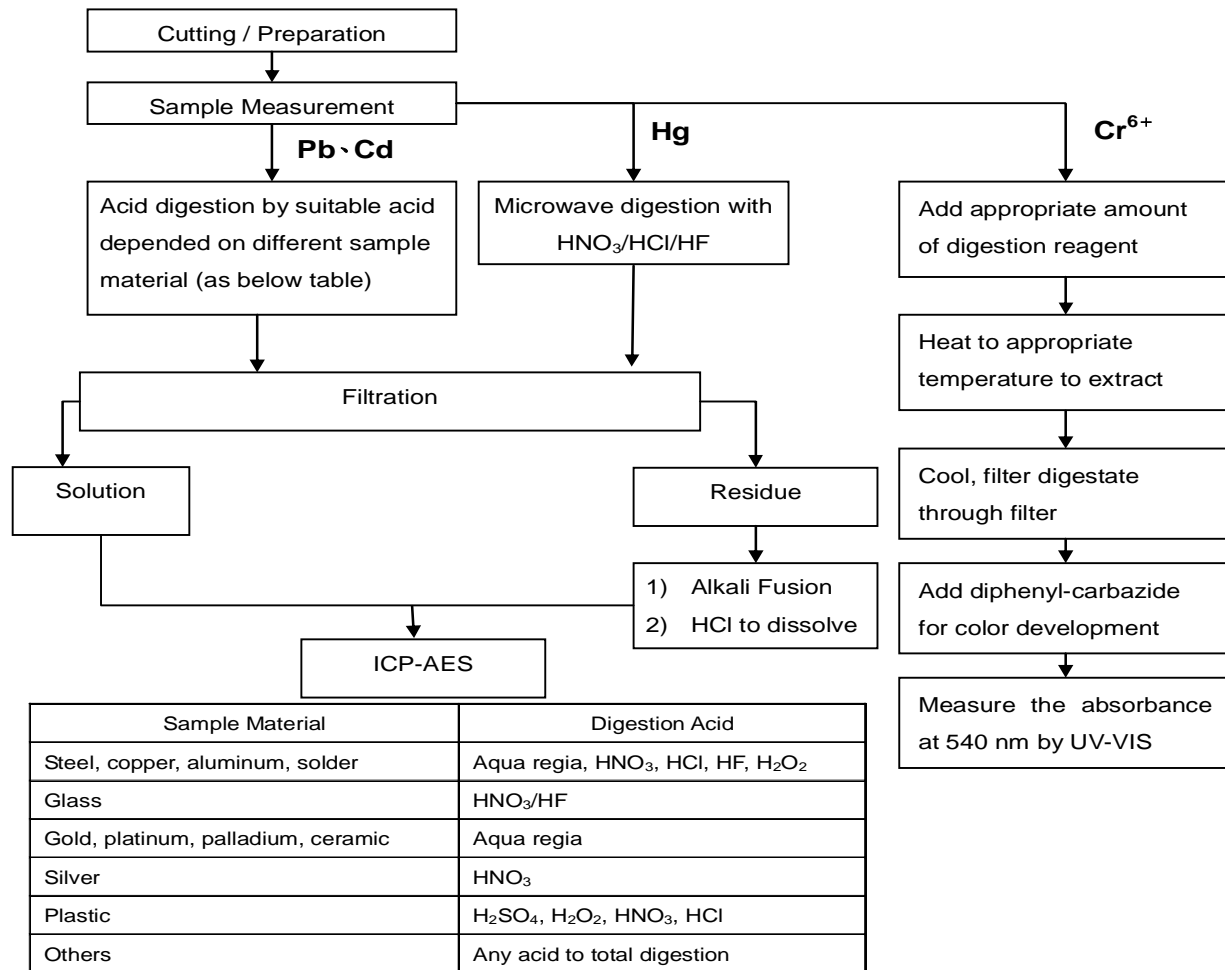 Cutting / Preparation
Sample Measurement
Pb、Cd
Hg
Cr⁶⁺
Acid digestion by suitable acid
depended on different sample
material (as below table)
Microwave digestion with
HNO₃/HCl/HF
Add appropriate amount
of digestion reagent
Heat to appropriate
temperature to extract
Filtration
Solution
Residue
Cool, filter digestate
through filter
1) Alkali Fusion
2) HCl to dissolve
Add diphenyl-carbazide
for color development
ICP-AES
Measure the absorbance
at 540 nm by UV-VIS
Sample Material Digestion Acid
Steel, copper, aluminum, solder Aqua regia, HNO₃, HCl, HF, H₂O₂
Glass HNO₃/HF
Gold, platinum, palladium, ceramic Aqua regia
Silver HNO₃
Plastic H₂SO₄, H₂O₂, HNO₃, HCl
Others Any acid to total digestion